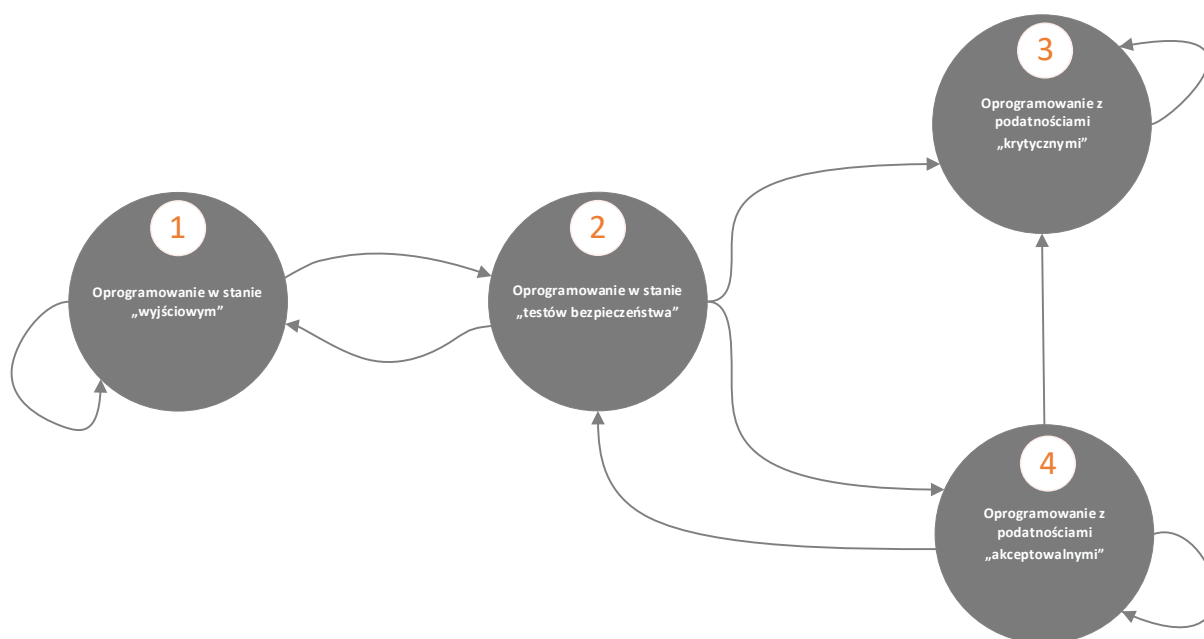 1
Oprogramowanie w stanie
„wyjściowym”
2
Oprogramowanie w stanie
„testów bezpieczeństwa”
3
Oprogramowanie z
podatnościami
„krytycznymi”
4
Oprogramowanie z
podatnościami
„akceptowalnymi”